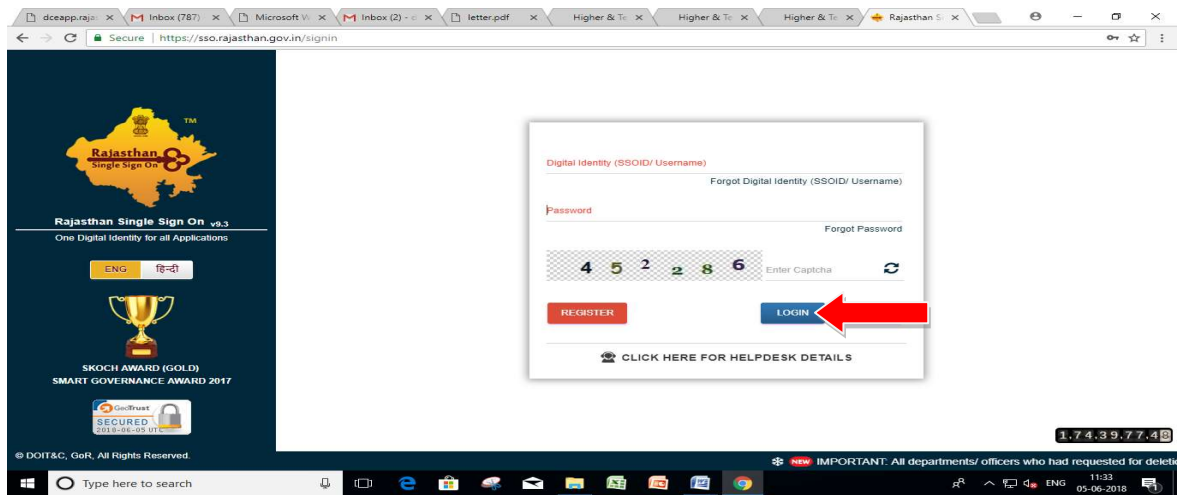 dceapp.raja
Inbox (787)
Microsoft W
Inbox (2) - d
letter.pdf
Higher & Te
Higher & Te
Higher & Te
Rajasthan S
Secure | https://sso.rajasthan.gov.in/signin
TM
Rajasthan
Single Sign On
Rajasthan Single Sign On v9.3
One Digital Identity for all Applications
ENG हिन्दी
SKOCH AWARD (GOLD)
SMART GOVERNANCE AWARD 2017
GeoTrust
SECURED
2018-06-05 UTC
© DOIT&C, GoR, All Rights Reserved.
Digital Identity (SSOID/ Username)
Forgot Digital Identity (SSOID/ Username)
Password
Forgot Password
4 5 2 2 8 6 Enter Captcha
REGISTER LOGIN
CLICK HERE FOR HELPDESK DETAILS
1.74.39.77.48
NEW IMPORTANT: All departments/ officers who had requested for deleti
Type here to search
ENG
11:33
05-06-2018
1